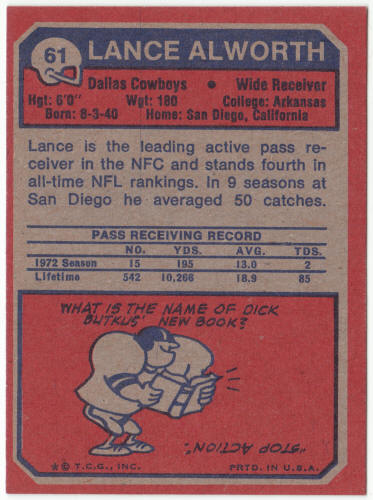 61
LANCE ALWORTH
Dallas Cowboys • Wide Receiver
Hgt: 6'0" Wgt: 180 College: Arkansas
Born: 8-3-40 Home: San Diego, California
Lance is the leading active pass re-
ceiver in the NFC and stands fourth in
all-time NFL rankings. In 9 seasons at
San Diego he averaged 50 catches.
PASS RECEIVING RECORD
NO. YDS. AVG. TDS.
1972 Season 15 195 13.0 2
Lifetime 542 10,266 18.9 85
WHAT IS THE NAME OF DICK
BUTKUS' NEW BOOK?
"STOP ACTION".
*© T.C.G., INC. PRTD. IN U.S.A.